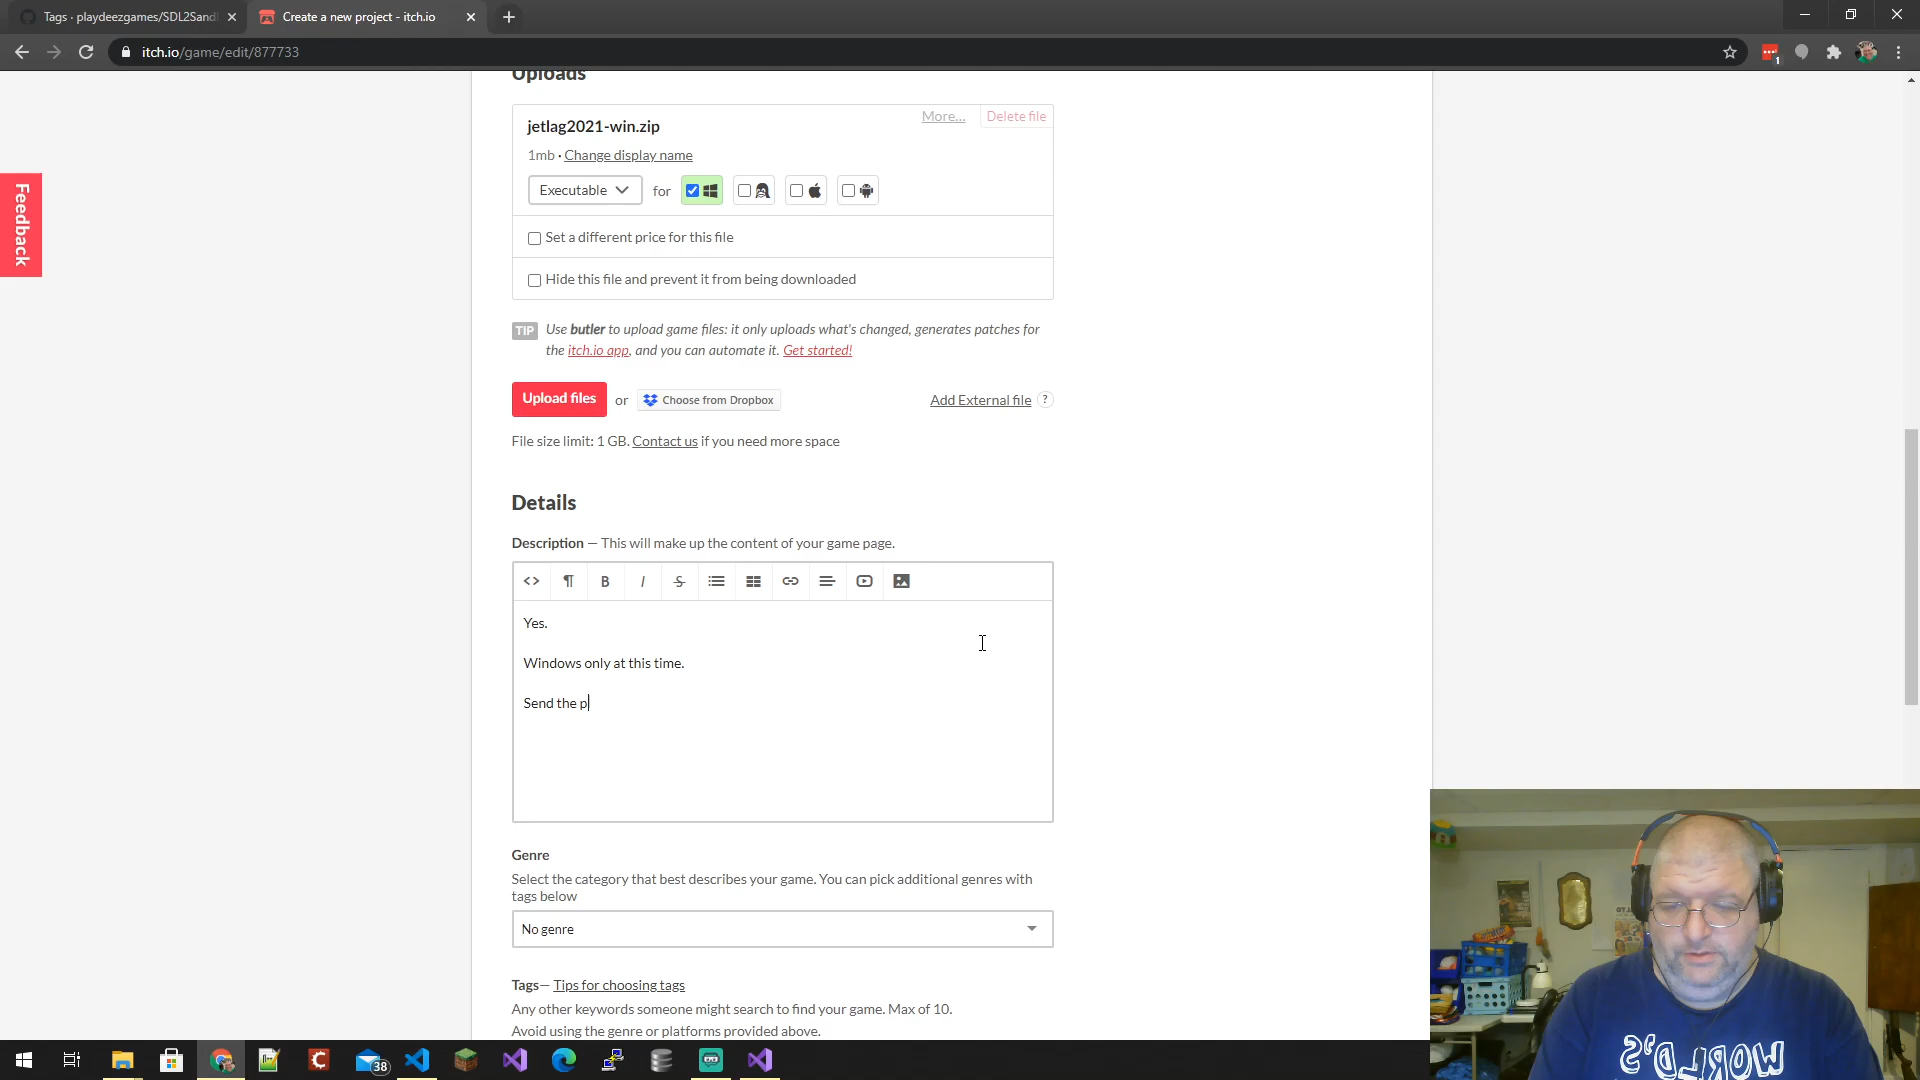 Tags · playdeezgames/SDL2Sand
Create a new project - itch.io
itch.io/game/edit/877733
1
Feedback
Uploads
jetlag2021-win.zip
More...
Delete file
1mb · Change display name
Executable
for
Set a different price for this file
Hide this file and prevent it from being downloaded
TIP
Use butler to upload game files: it only uploads what's changed, generates patches for
the itch.io app, and you can automate it. Get started!
Upload files
or
Choose from Dropbox
Add External file
?
File size limit: 1 GB. Contact us if you need more space
Details
Description — This will make up the content of your game page.
B
I
S
Yes.
Windows only at this time.
Send the p
Genre
Select the category that best describes your game. You can pick additional genres with
tags below
No genre
Tags— Tips for choosing tags
Any other keywords someone might search to find your game. Max of 10.
Avoid using the genre or platforms provided above.
38
WORLD'S